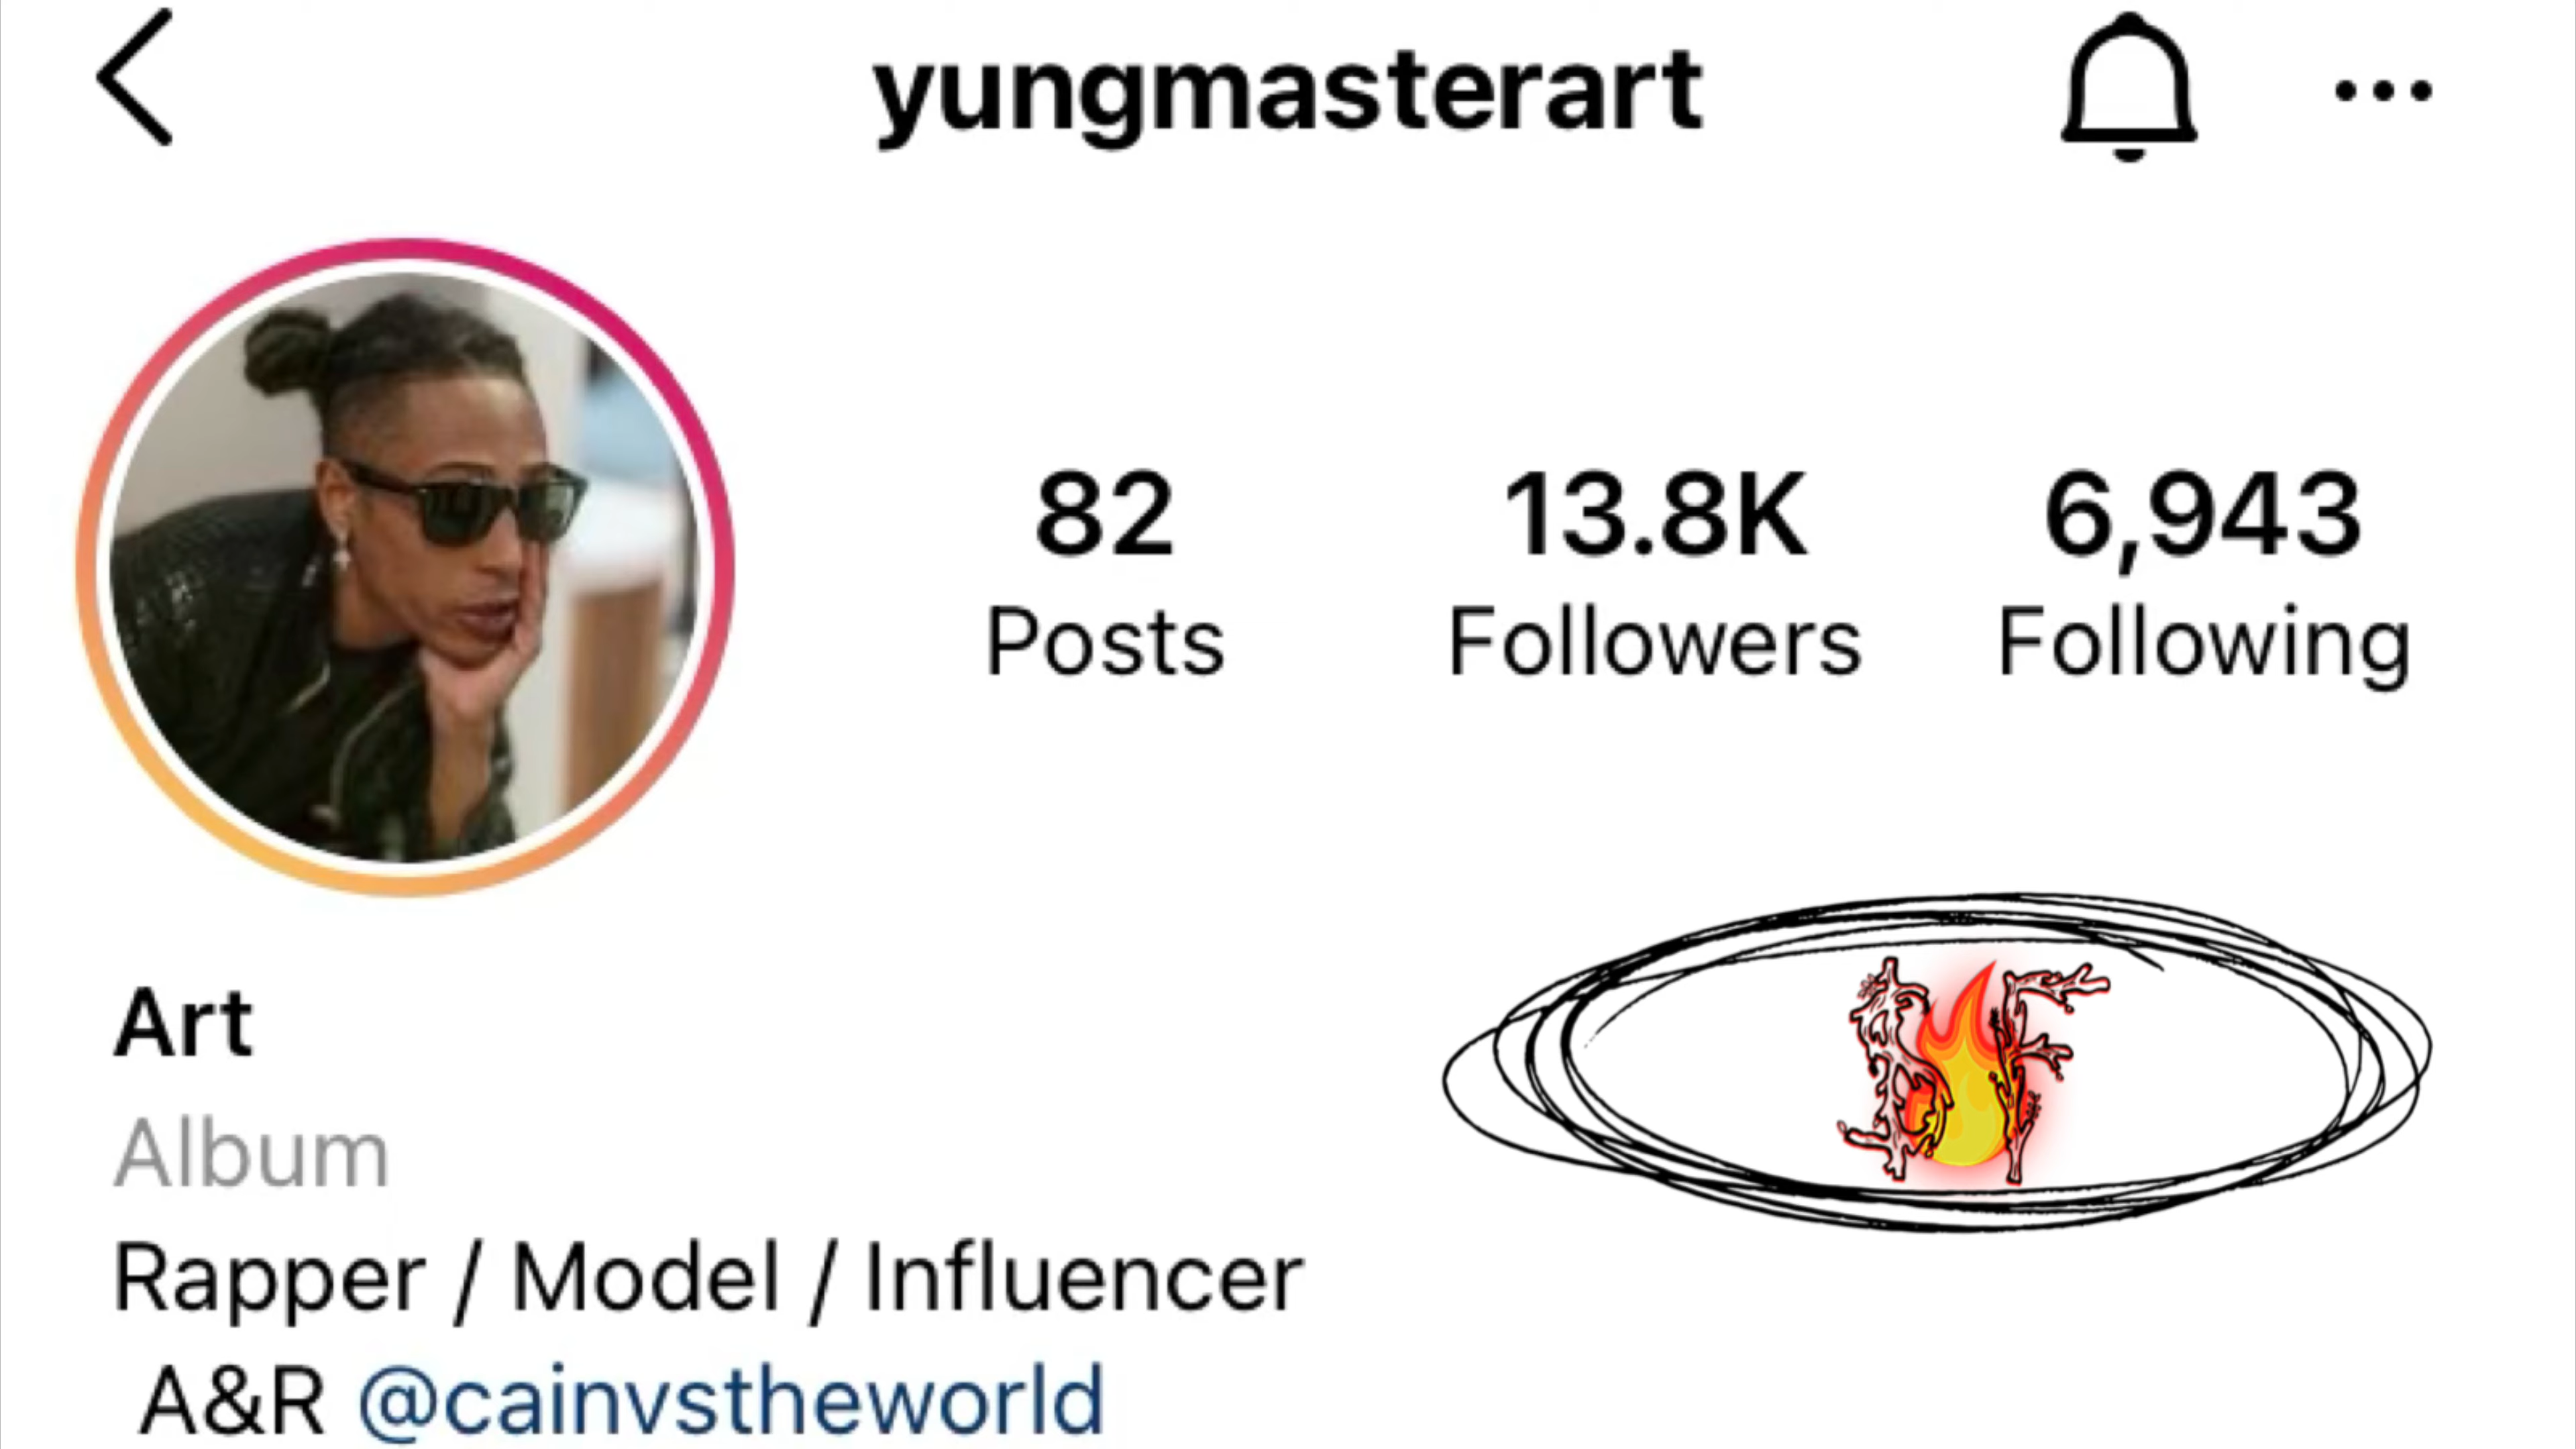 yungmasterart
82 13.8K 6,943
Posts Followers Following
Art
Album
Rapper / Model / Influencer
A&R @cainvstheworld